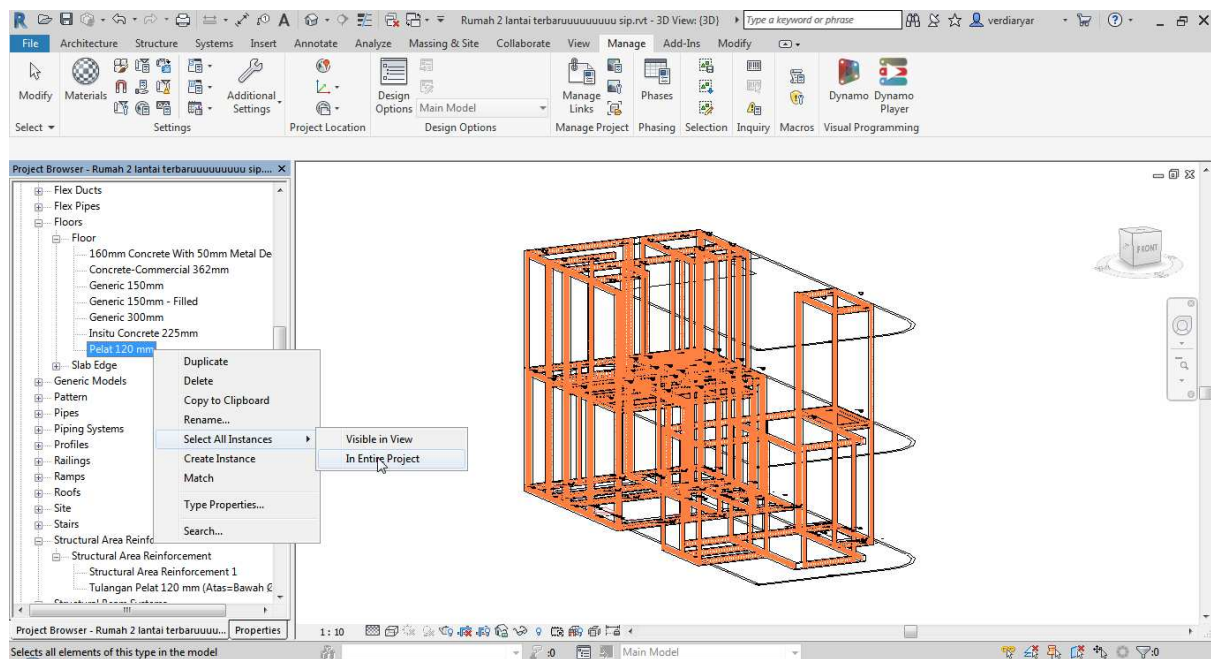 Rumah 2 lantai terbaruuuuuuuuu sip.rvt - 3D View: {3D}
Type a keyword or phrase
verdiaryar
File Architecture Structure Systems Insert Annotate Analyze Massing & Site Collaborate View Manage Add-Ins Modify
Modify
Materials
Additional
Settings
Design
Options
Main Model
Manage
Links
Phases
Dynamo
Dynamo
Player
Select
Settings
Project Location
Design Options
Manage Project
Phasing
Selection
Inquiry
Macros
Visual Programming
Project Browser - Rumah 2 lantai terbaruuuuuuuuu sip....
Flex Ducts
Flex Pipes
Floors
Floor
160mm Concrete With 50mm Metal De
Concrete-Commercial 362mm
Generic 150mm
Generic 150mm - Filled
Generic 300mm
Insitu Concrete 225mm
Pelat 120 mm
Slab Edge
Generic Models
Pattern
Pipes
Piping Systems
Profiles
Railings
Ramps
Roofs
Site
Stairs
Structural Area Reinfo
Structural Area Reinforcement
Structural Area Reinforcement 1
Tulangan Pelat 120 mm (Atas=Bawah Ø
Duplicate
Delete
Copy to Clipboard
Rename...
Select All Instances
Create Instance
Match
Type Properties...
Search...
Visible in View
In Entire Project
FRONT
Project Browser - Rumah 2 lantai terbaruuuu...
Properties
1 : 10
Selects all elements of this type in the model
:0
Main Model
:0